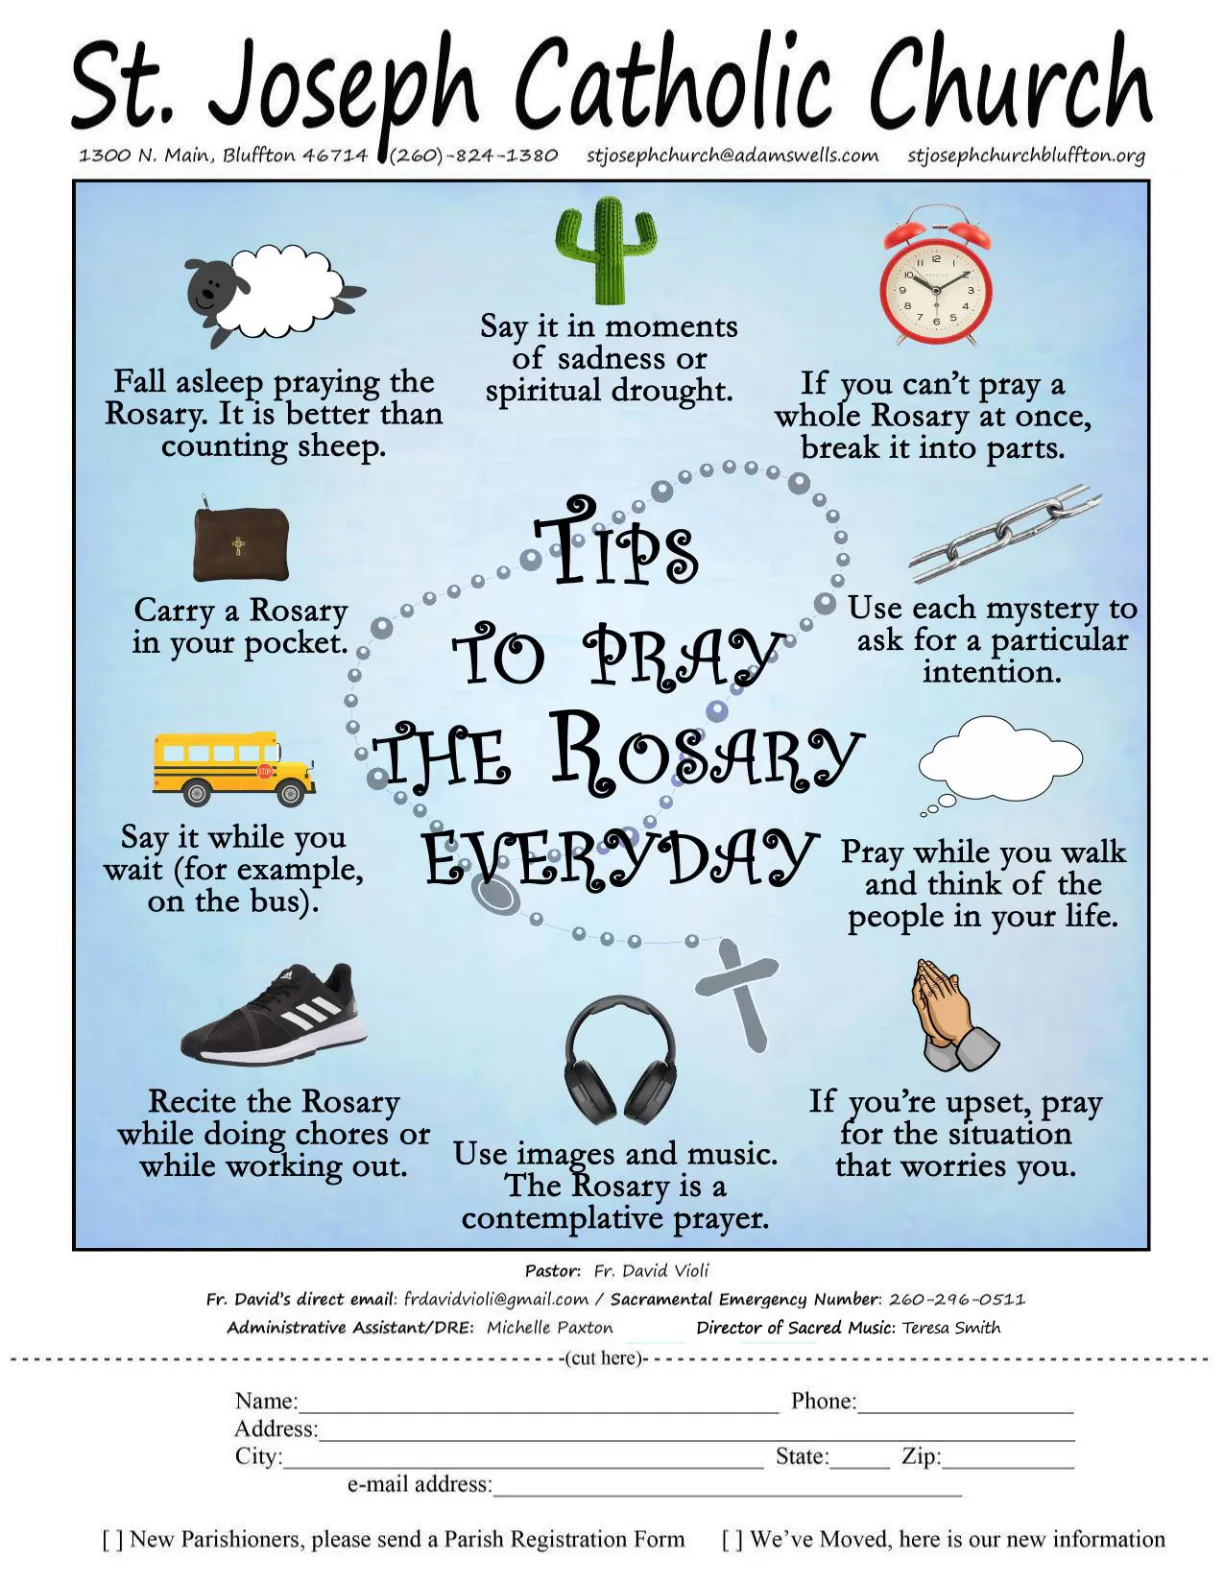 St. Joseph Catholic Church
1300 N. Main, Bluffton 46714 (260)-824-1380 stjosephchurch@adamswells.com stjosephchurchbluffton.org
Say it in moments
of sadness or
spiritual drought.
Fall asleep praying the
Rosary. It is better than
counting sheep.
If you can't pray a
whole Rosary at once,
break it into parts.
Tips
to pray
the Rosary
everyday
Carry a Rosary
in your pocket.
Use each mystery to
ask for a particular
intention.
STOP
Say it while you
wait (for example,
on the bus).
Pray while you walk
and think of the
people in your life.
adidas
Recite the Rosary
while doing chores or
while working out.
Use images and music.
The Rosary is a
contemplative prayer.
If you're upset, pray
for the situation
that worries you.
Pastor: Fr. David Violi
Fr. David's direct email: frdavidvioli@gmail.com / Sacramental Emergency Number: 260-296-0511
Administrative Assistant/DRE: Michelle Paxton Director of Sacred Music: Teresa Smith
(cut here)
Name: Phone:
Address:
City: State: Zip:
e-mail address:
[ ] New Parishioners, please send a Parish Registration Form [ ] We've Moved, here is our new information